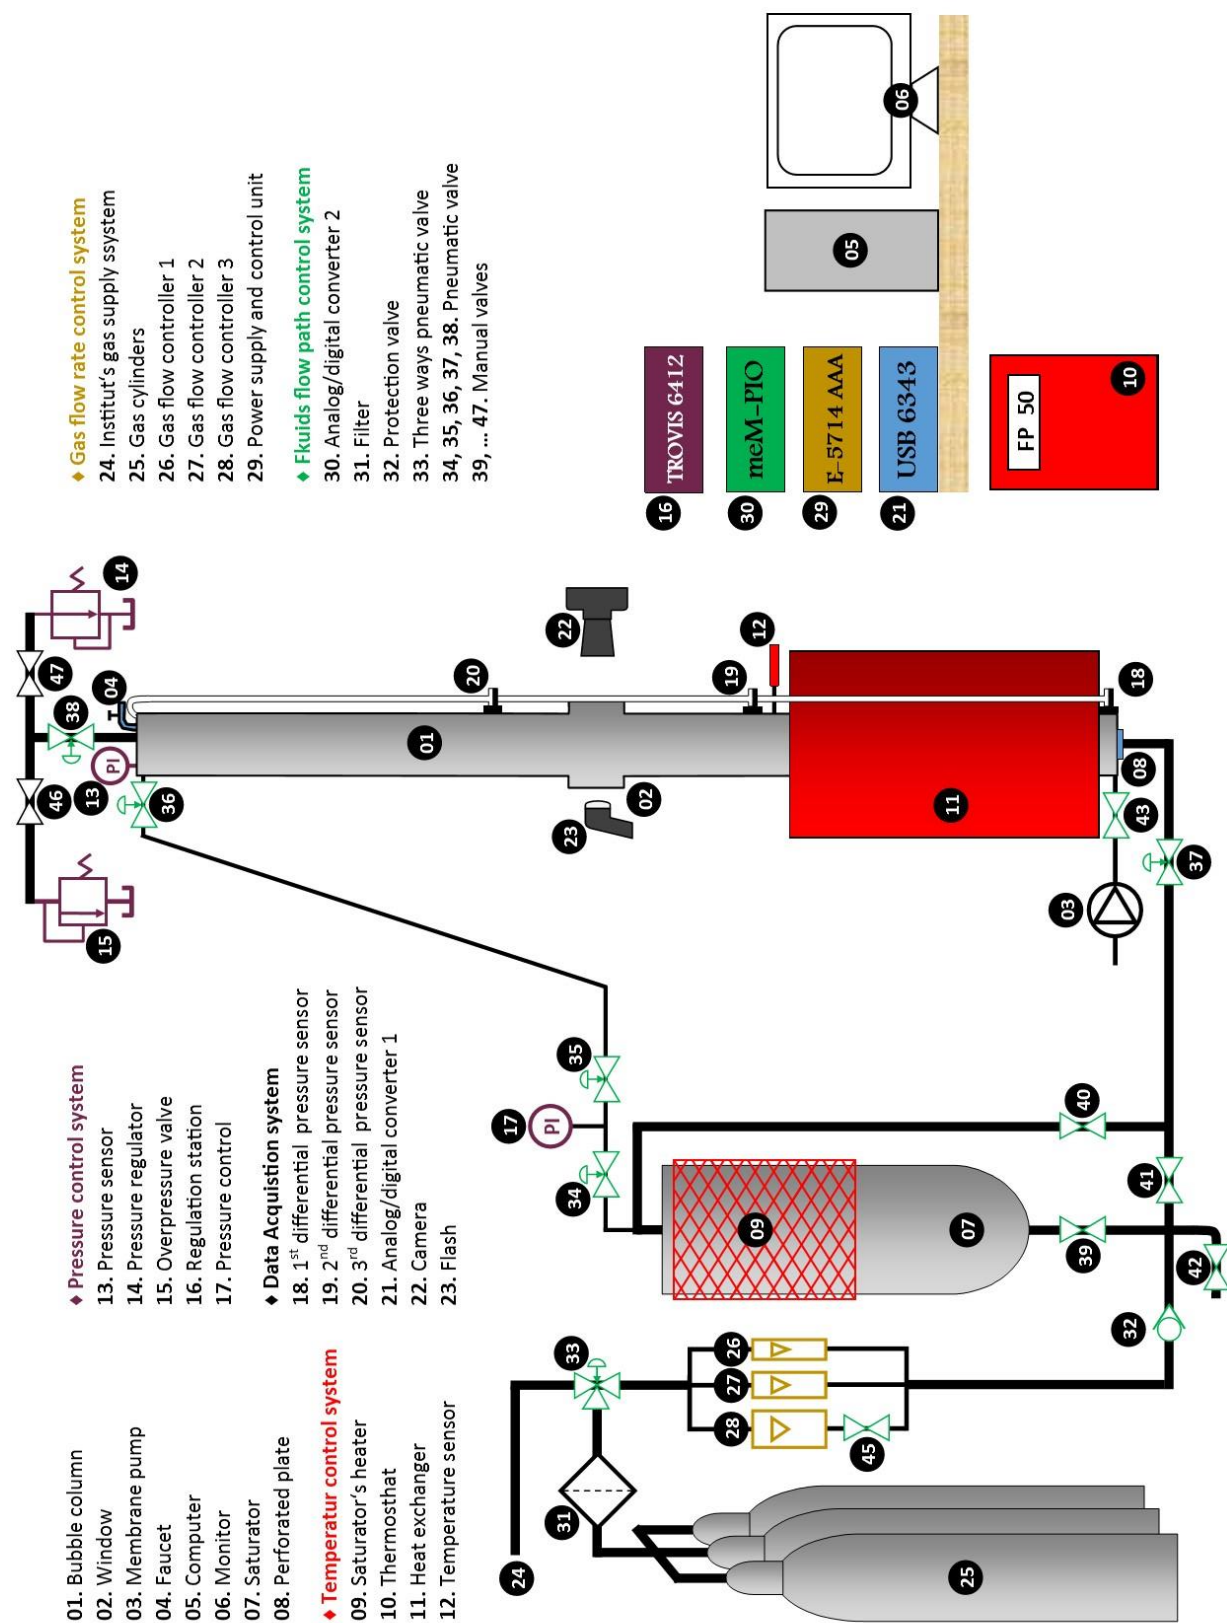 01. Bubble column
02. Window
03. Membrane pump
04. Faucet
05. Computer
06. Monitor
07. Saturator
08. Perforated plate
♦ Temperatur control system
09. Saturator's heater
10. Thermosthat
11. Heat exchanger
12. Temperature sensor
♦ Pressure control system
13. Pressure sensor
14. Pressure regulator
15. Overpressure valve
16. Regulation station
17. Pressure control
♦ Data Acquistion system
18. 1st differential pressure sensor
19. 2nd differential pressure sensor
20. 3rd differential pressure sensor
21. Analog/digital converter 1
22. Camera
23. Flash
♦ Gas flow rate control system
24. Institut's gas supply ssystem
25. Gas cylinders
26. Gas flow controller 1
27. Gas flow controller 2
28. Gas flow controller 3
29. Power supply and control unit
♦ Fkuids flow path control system
30. Analog/digital converter 2
31. Filter
32. Protection valve
33. Three ways pneumatic valve
34, 35, 36, 37, 38. Pneumatic valve
39, ... 47. Manual valves
15
46
38
47
14
13
PI
04
36
01
20
23
22
02
19
12
17
PI
34
35
11
18
08
43
03
37
24
31
33
28
27
26
45
25
09
07
39
40
41
42
32
16
TROVIS 6412
30
meM-PIO
29
E-5714 AAA
21
USB 6343
05
06
FP 50
10